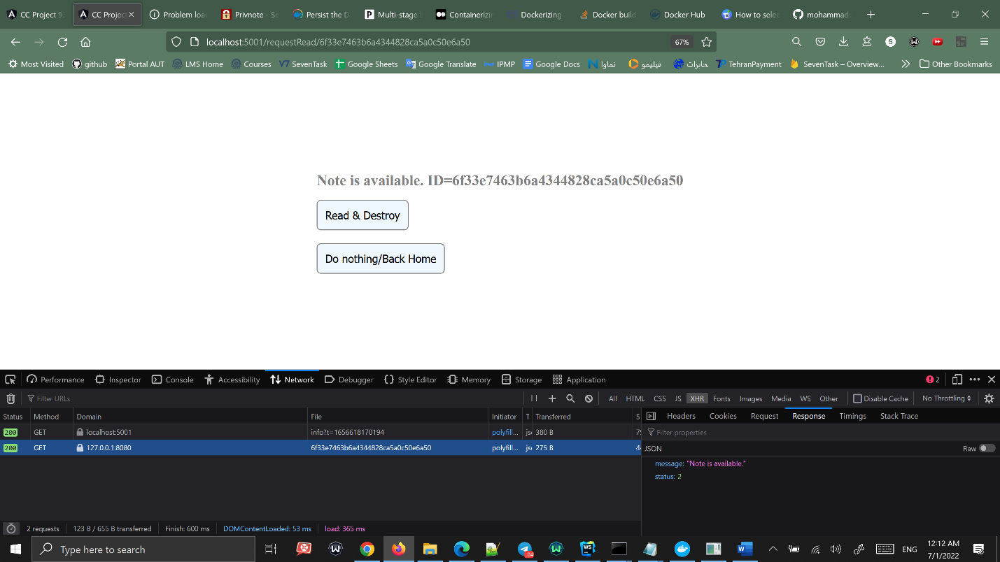 CC Project 9 CC Project Problem loa Privnote - Se Persist the D Multi-stage Containerizin Dockerizing Docker build Docker Hub How to selec mohammad
localhost:5001/requestRead/6f33e7463b6a4344828ca5a0c50e6a50 67%
Most Visited github Portal AUT LMS Home Courses SevenTask Google Sheets Google Translate IPMP Google Docs نماوا فیلیمو خابرات TehranPayment SevenTask – Overview... Other Bookmarks
Note is available. ID=6f33e7463b6a4344828ca5a0c50e6a50
Read & Destroy
Do nothing/Back Home
Performance Inspector Console Accessibility Network Debugger Style Editor Memory Storage Application 2
Filter URLs All HTML CSS JS XHR Fonts Images Media WS Other Disable Cache No Throttling
Status Method Domain File Initiator T Transferred S Headers Cookies Request Response Timings Stack Trace
200 GET localhost:5001 info?t=1656618170194 polyfill... js 380 B 79 Filter properties
200 GET 127.0.0.1:8080 6f33e7463b6a4344828ca5a0c50e6a50 polyfill... js 275 B 44 JSON Raw
message: "Note is available."
status: 2
2 requests 123 B / 655 B transferred Finish: 600 ms DOMContentLoaded: 53 ms load: 365 ms
Type here to search ENG 12:12 AM
7/1/2022